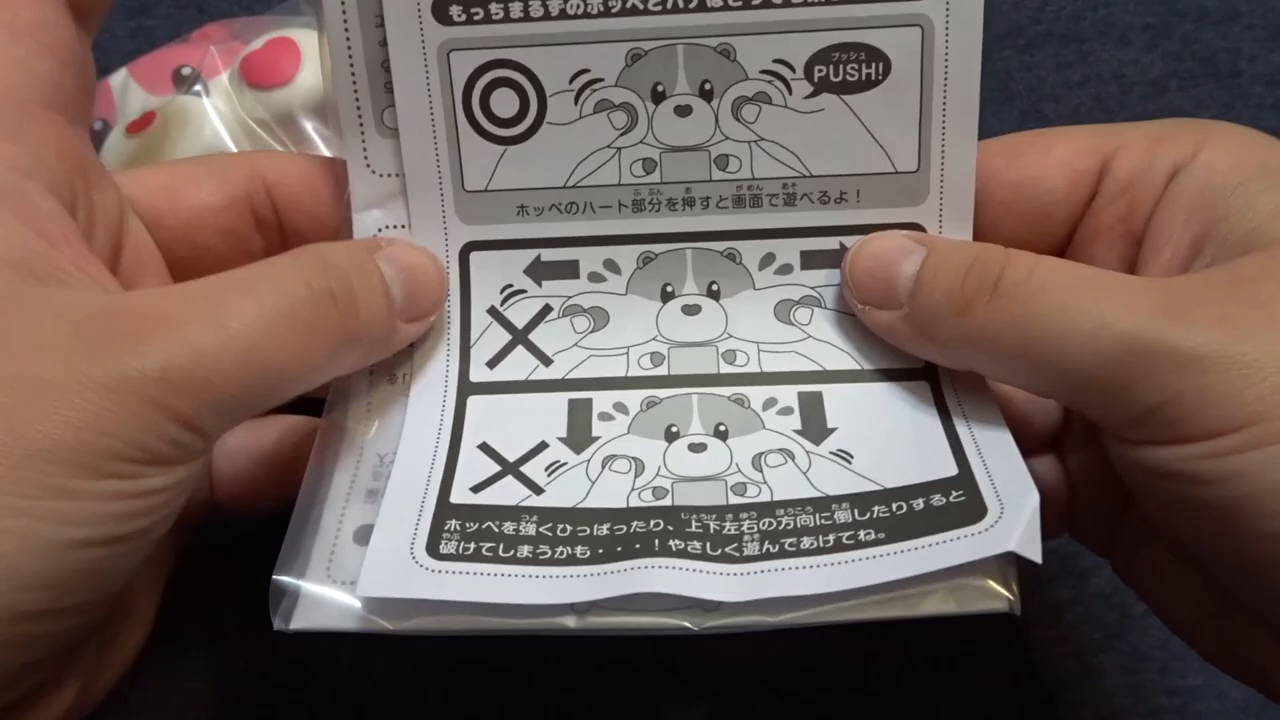 もっちまるずのホッペとハナは
プッシュ
PUSH!
ホッペのハート部分を押すと画面で遊べるよ！
ホッペを強くひっぱったり、上下左右の方向に倒したりすると
破けてしまうかも・・・！やさしく遊んであげてね。